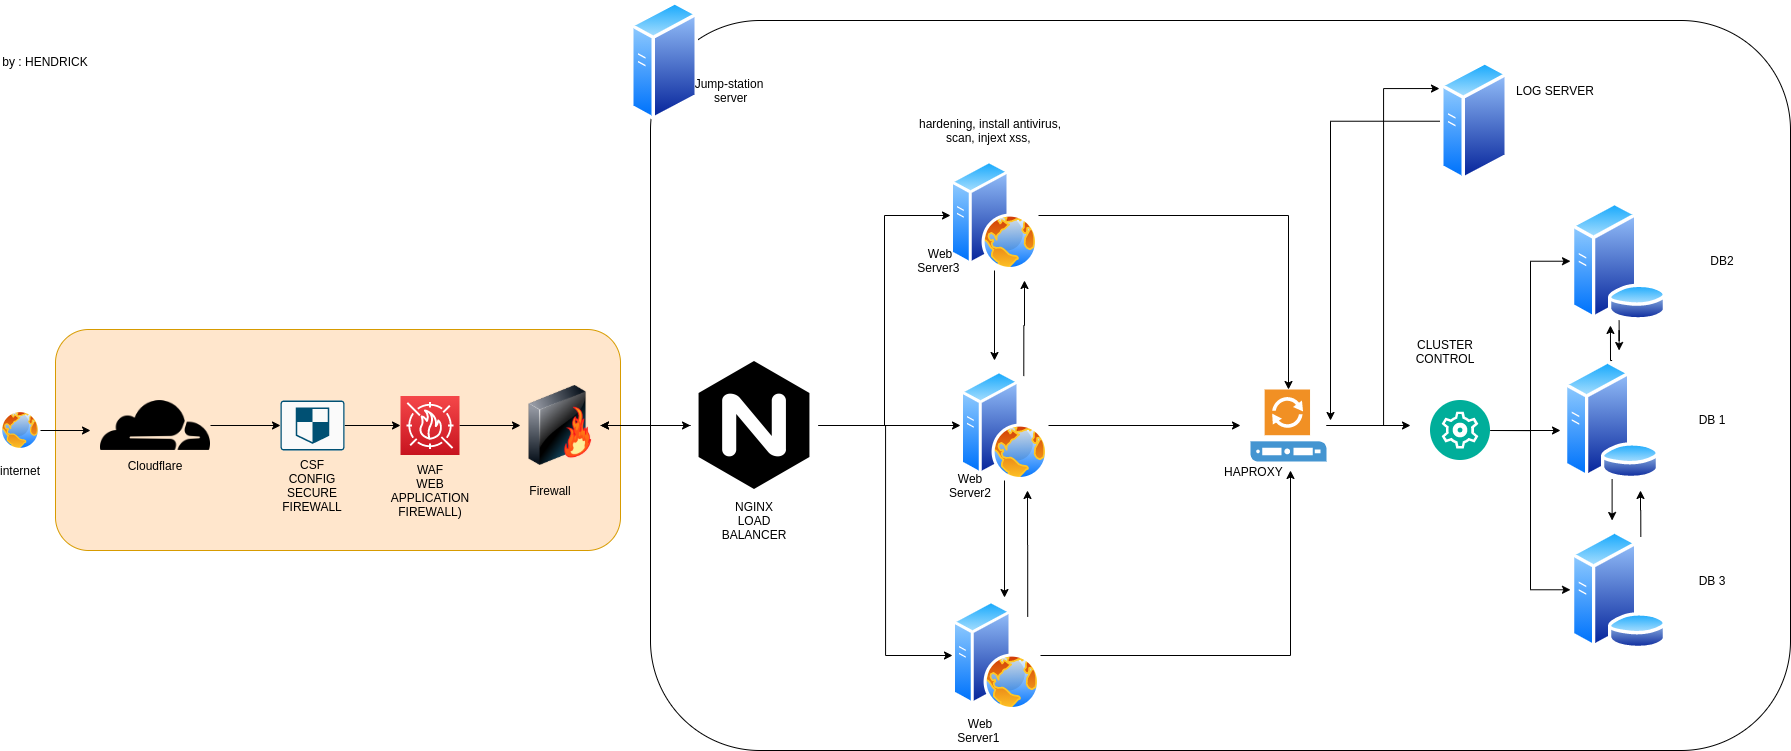 by : HENDRICK
Jump-station
server
LOG SERVER
hardening, install antivirus,
scan, injext xss,
Web
Server3
DB2
CLUSTER
CONTROL
DB 1
internet
Cloudflare
CSF
CONFIG
SECURE
FIREWALL
WAF
WEB
APPLICATION
FIREWALL)
Firewall
N
NGINX
LOAD
BALANCER
Web
Server2
HAPROXY
DB 3
Web
Server1